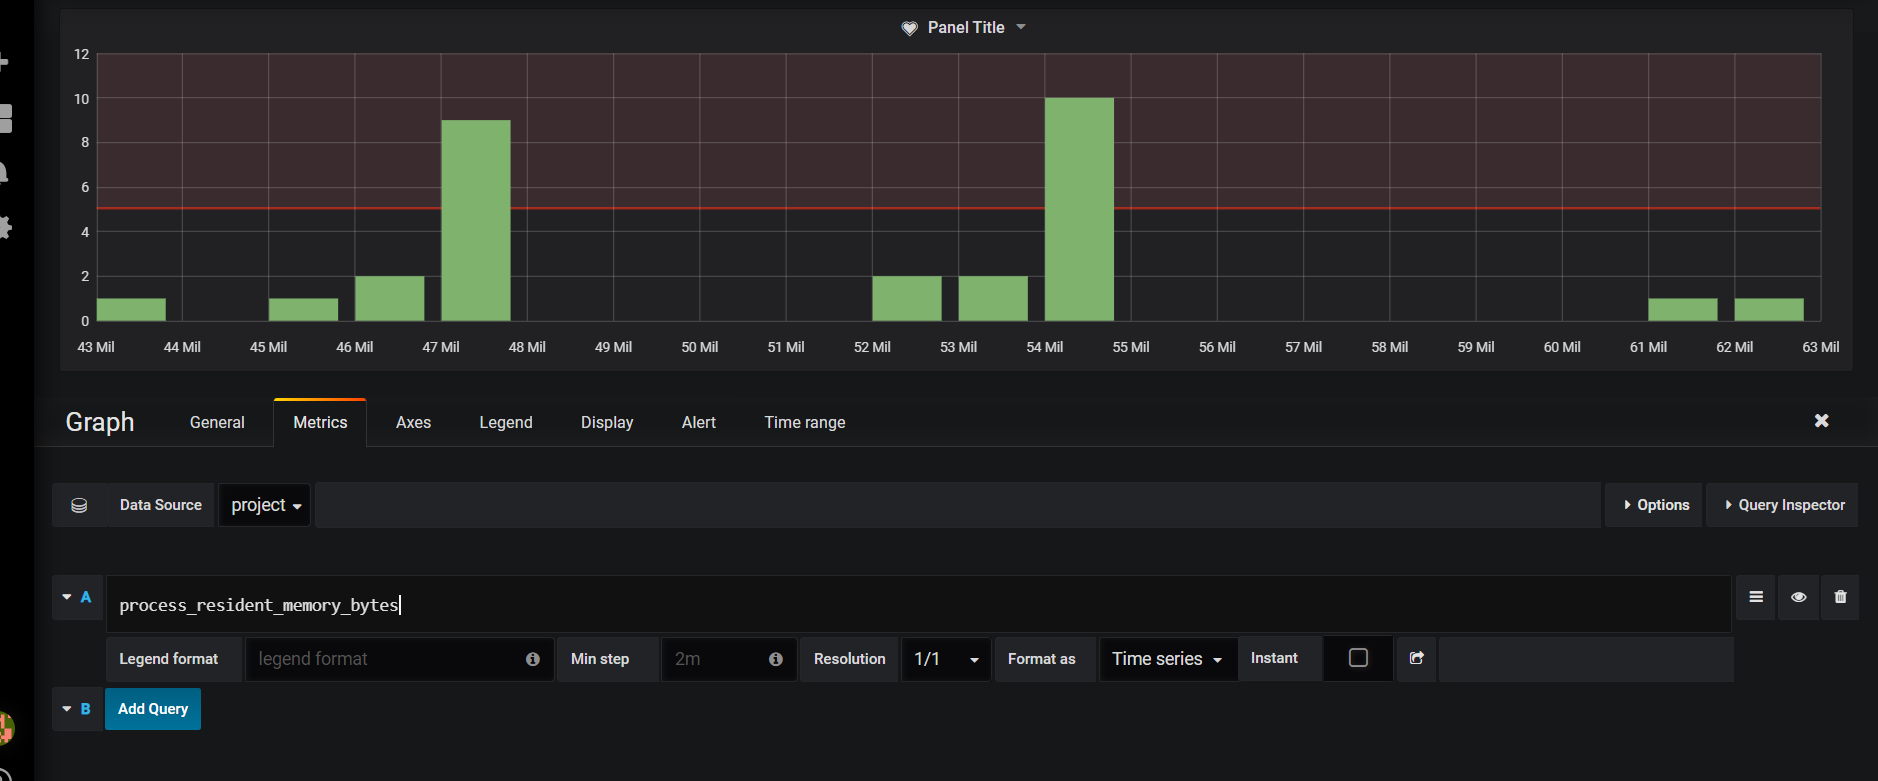 Panel Title
12
10
8
6
4
2
0
43 Mil 44 Mil 45 Mil 46 Mil 47 Mil 48 Mil 49 Mil 50 Mil 51 Mil 52 Mil 53 Mil 54 Mil 55 Mil 56 Mil 57 Mil 58 Mil 59 Mil 60 Mil 61 Mil 62 Mil 63 Mil
Graph General Metrics Axes Legend Display Alert Time range
Data Source project Options Query Inspector
A process_resident_memory_bytes
Legend format legend format Min step 2m Resolution 1/1 Format as Time series Instant
B Add Query